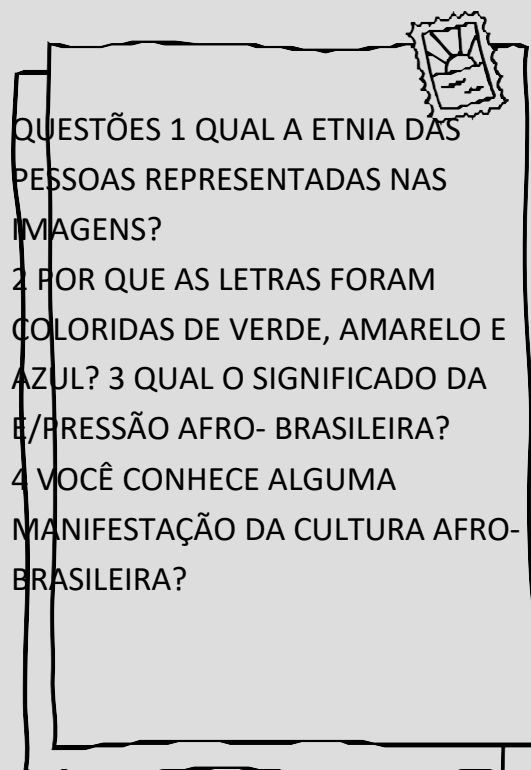 QUESTÕES 1 QUAL A ETNIA DAS
PESSOAS REPRESENTADAS NAS
IMAGENS?
2 POR QUE AS LETRAS FORAM
COLORIDAS DE VERDE, AMARELO E
AZUL? 3 QUAL O SIGNIFICADO DA
E/PRESSÃO AFRO- BRASILEIRA?
4 VOCÊ CONHECE ALGUMA
MANIFESTAÇÃO DA CULTURA AFRO-
BRASILEIRA?